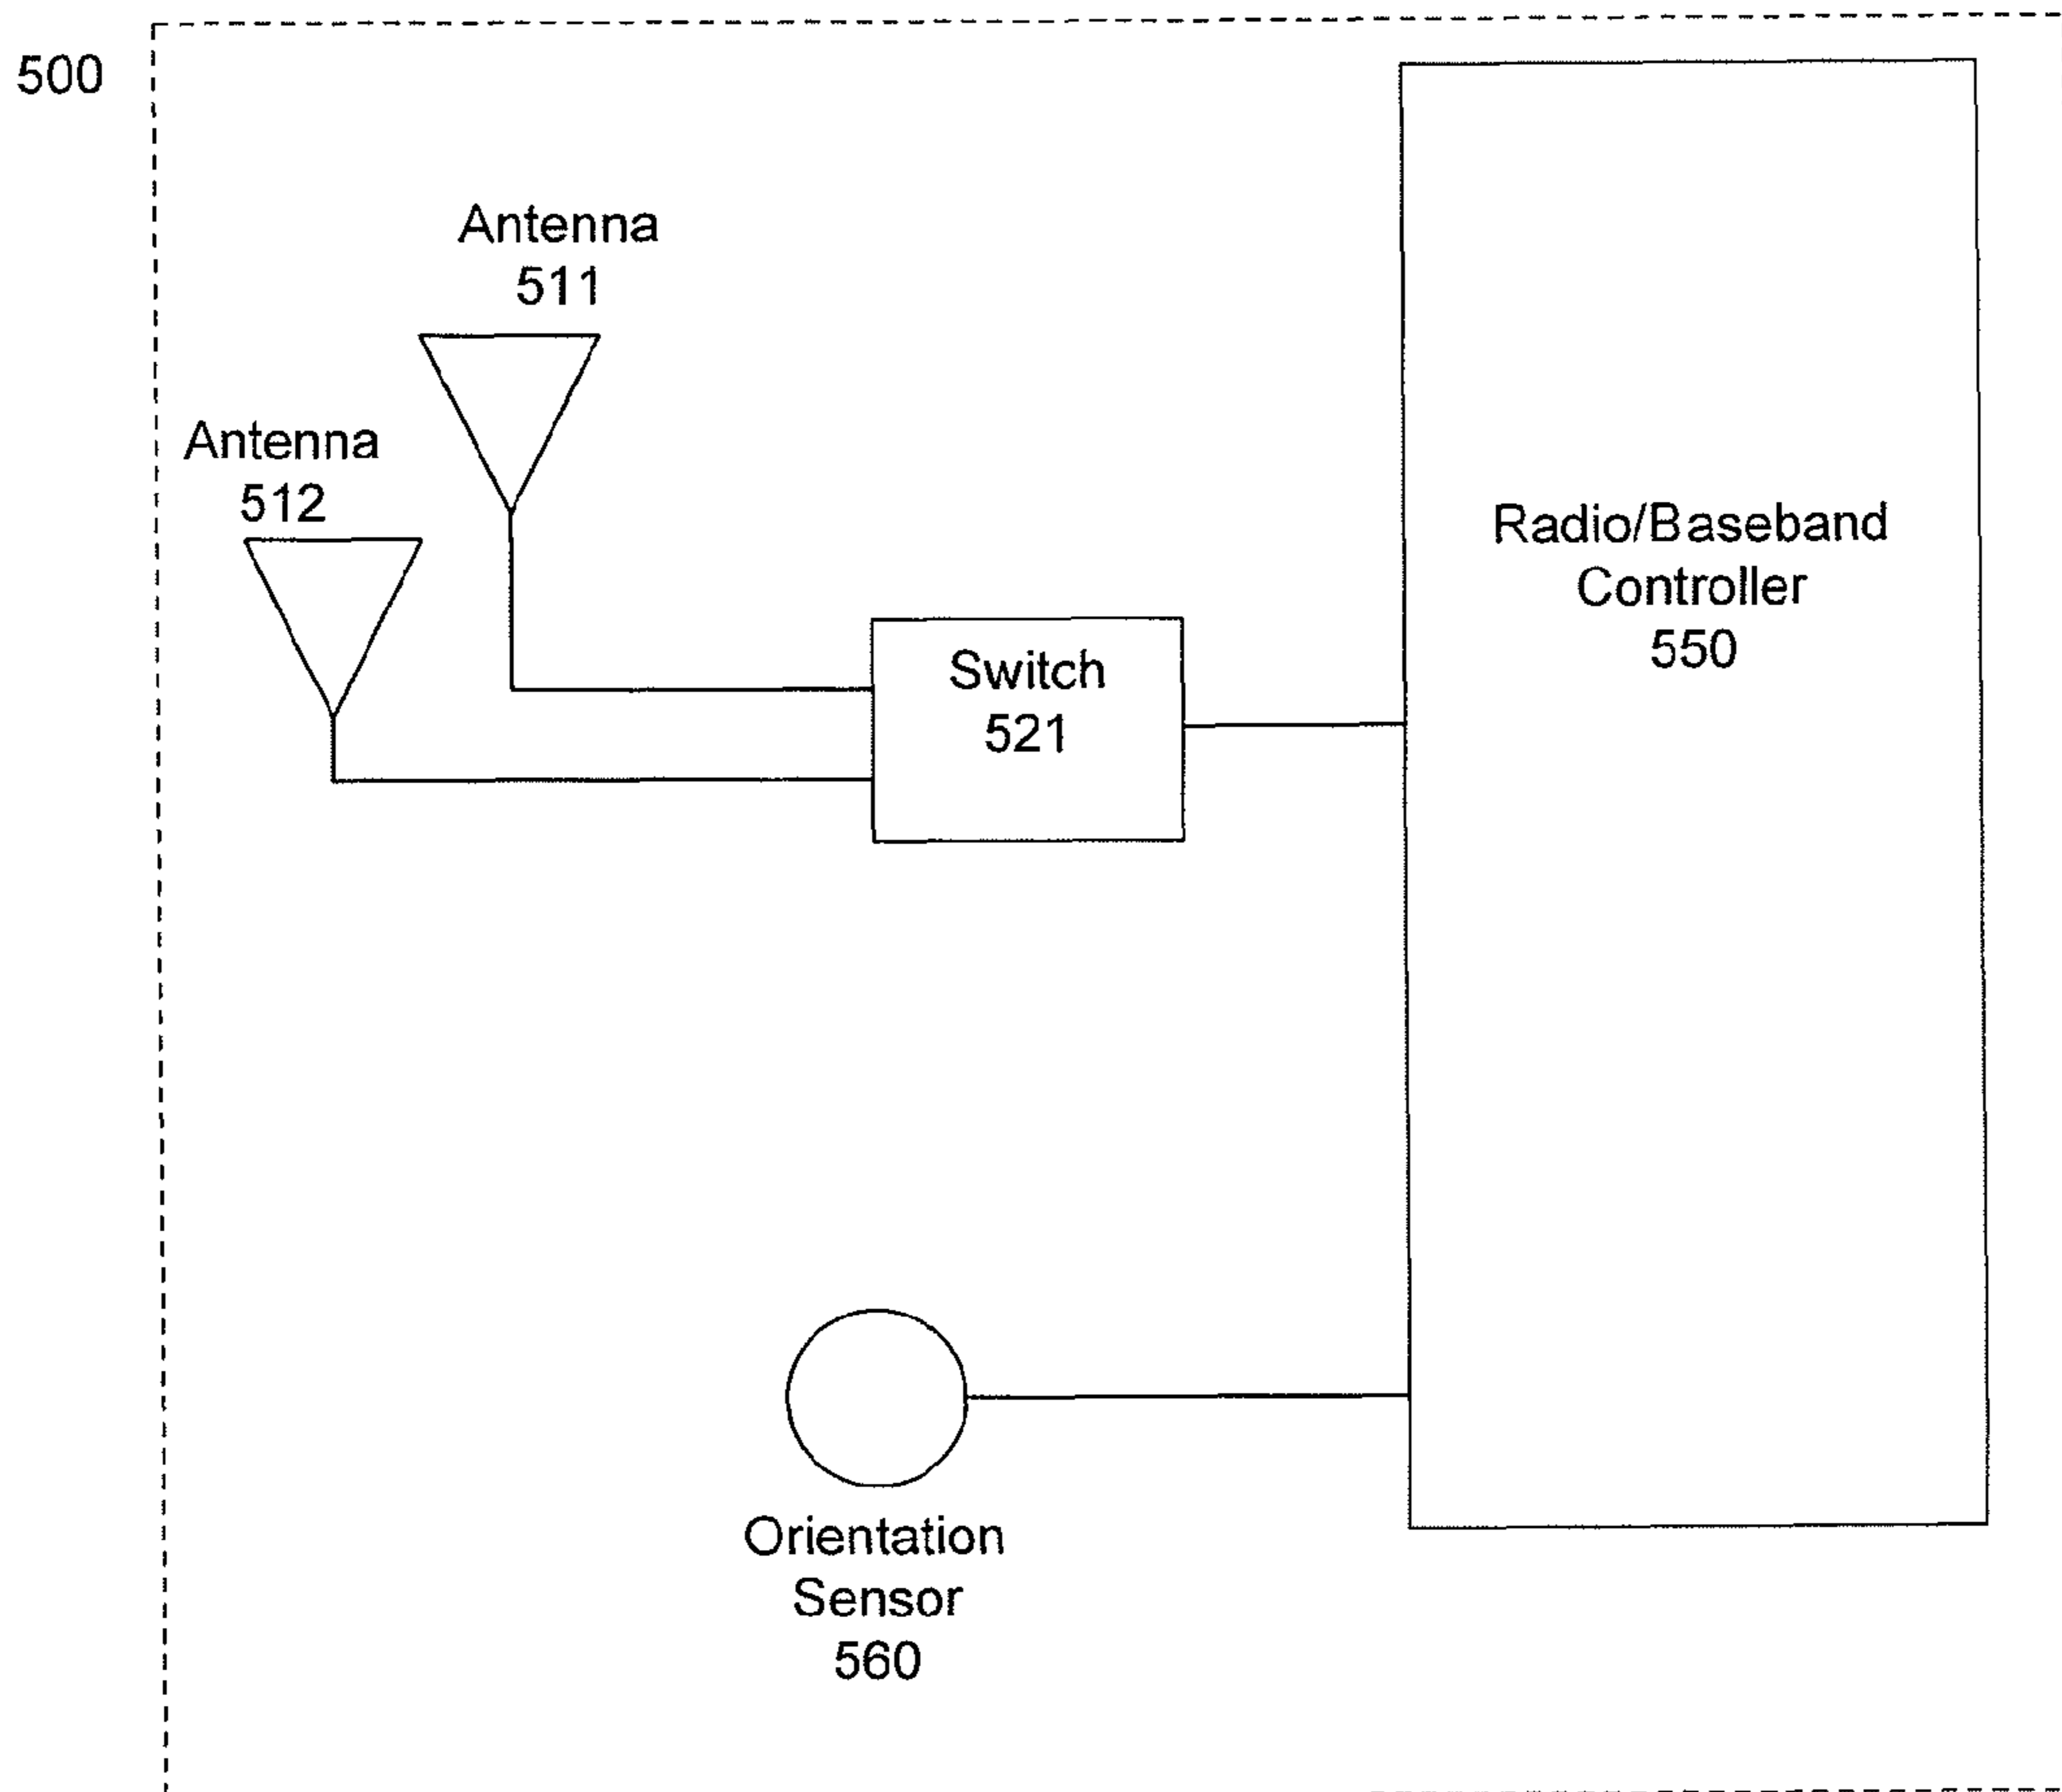 500
Antenna
511
Antenna
512
Switch
521
Radio/Baseband
Controller
550
Orientation
Sensor
560